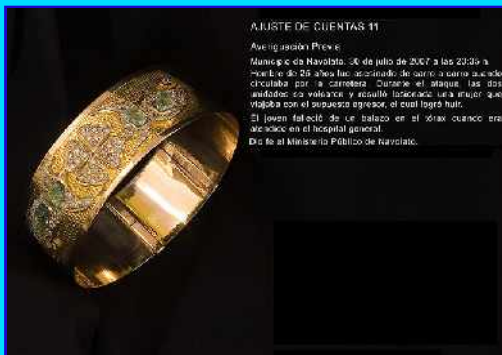 AJUSTE DE CUENTAS 11
Averiguación Previa
Municipio de Navolato. 30 de julio de 2007 a las 23:35 h.
Hombre de 25 años fue asesinado de carro a carro cuando
circulaba por la carretera. Durante el ataque, las dos
unidades se volcaron y resultó lesionada una mujer que
viajaba con el supuesto agresor, el cual logró huir.
El joven falleció de un balazo en el tórax cuando era
atendido en el hospital general.
Dio fe el Ministerio Público de Navolato.